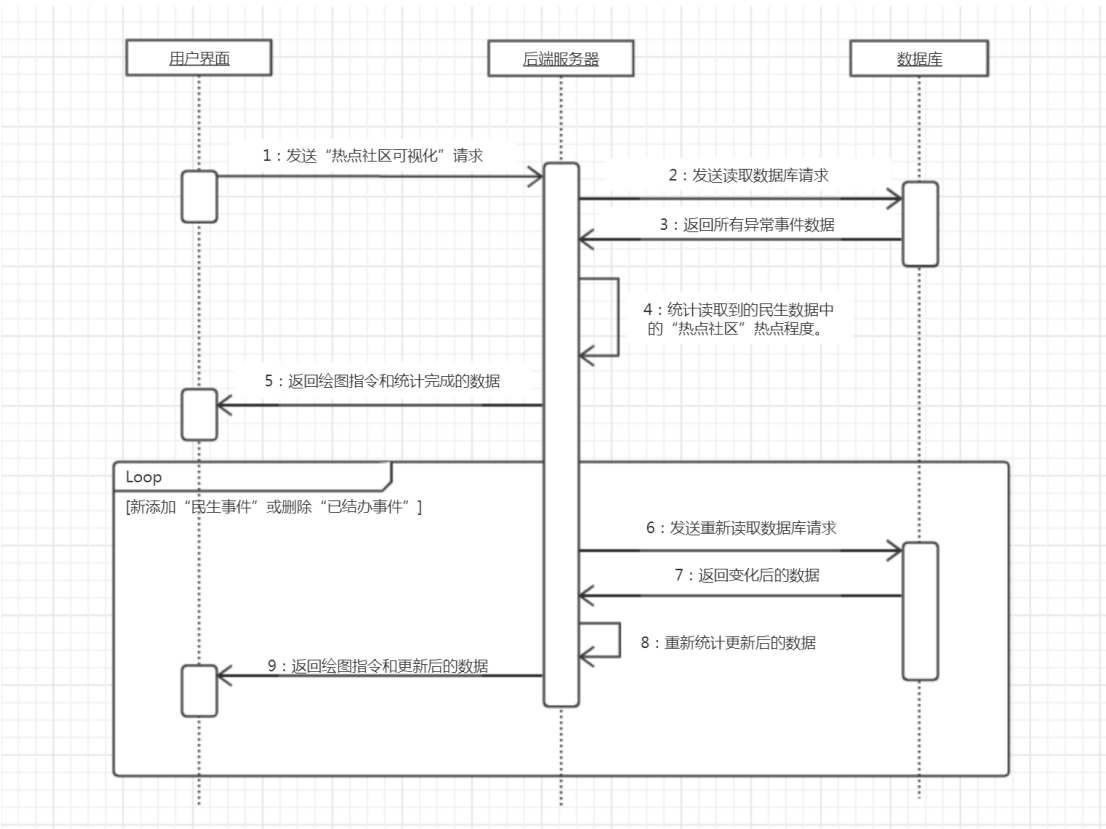 用户界面
后端服务器
数据库
1：发送“热点社区可视化”请求
2：发送读取数据库请求
3：返回所有异常事件数据
4：统计读取到的民生数据中
的“热点社区”热点程度。
5：返回绘图指令和统计完成的数据
Loop
[新添加“民生事件”或删除“已结办事件”]
6：发送重新读取数据库请求
7：返回变化后的数据
8：重新统计更新后的数据
9：返回绘图指令和更新后的数据